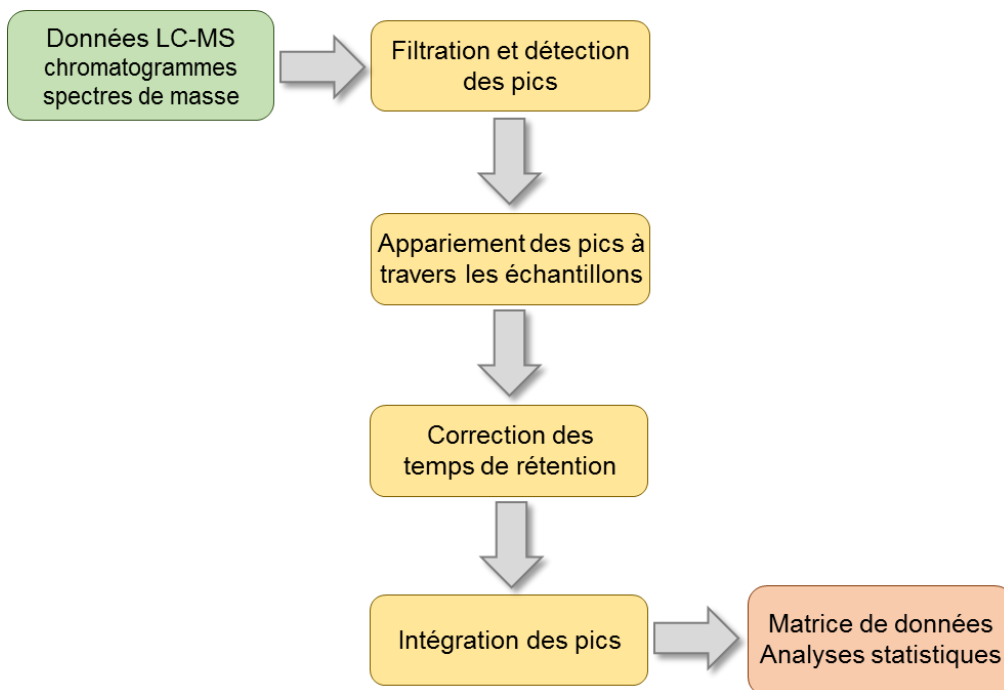 Données LC-MS
chromatogrammes
spectres de masse
Filtration et détection
des pics
Appariement des pics à
travers les échantillons
Correction des
temps de rétention
Intégration des pics
Matrice de données
Analyses statistiques